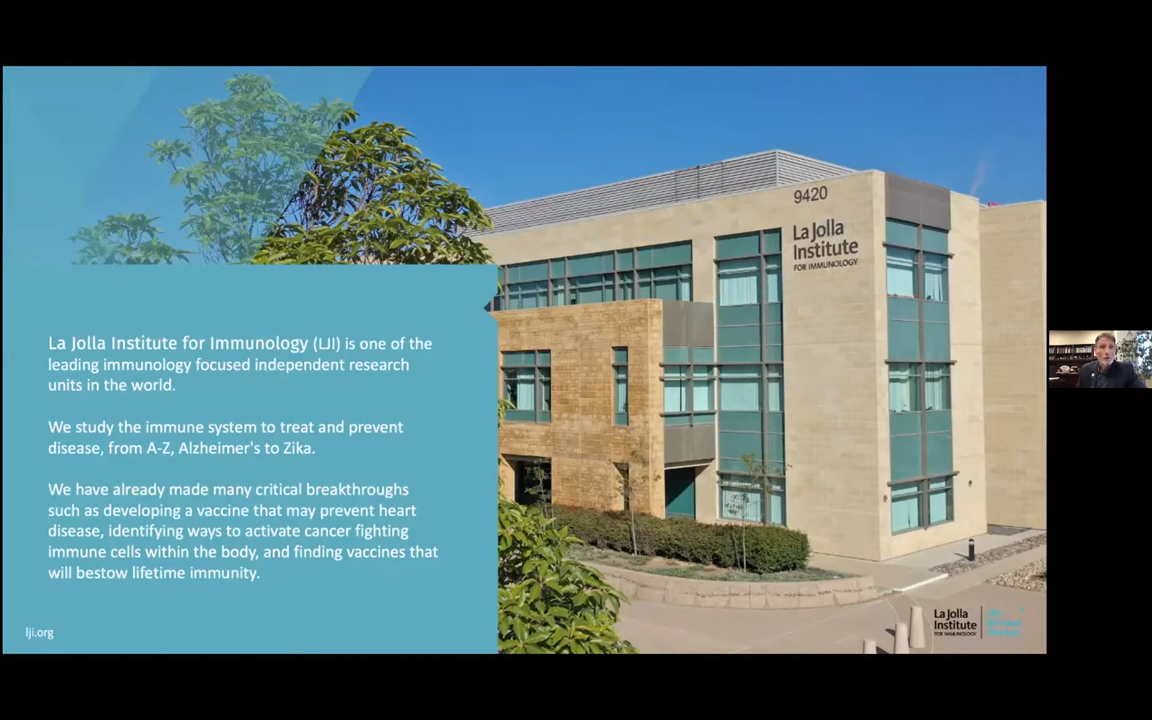 9420
La Jolla
Institute
FOR IMMUNOLOGY
La Jolla Institute for Immunology (LJI) is one of the
leading immunology focused independent research
units in the world.
We study the immune system to treat and prevent
disease, from A-Z, Alzheimer's to Zika.
We have already made many critical breakthroughs
such as developing a vaccine that may prevent heart
disease, identifying ways to activate cancer fighting
immune cells within the body, and finding vaccines that
will bestow lifetime immunity.
lji.org
La Jolla
Institute
FOR IMMUNOLOGY